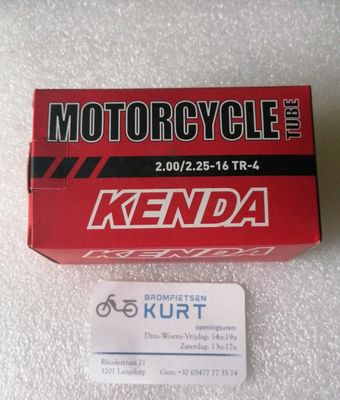 MOTORCYCLE TUBE
2.00/2.25-16 TR-4
KENDA
KENDA
BROMFIETSEN
KURT
openingsuren:
Dins-Woens-Vrijdag: 14u-19u
Zaterdag: 13u-17u
Rhodestraat 21
3201 Langdorp
Gsm: +32 (0)477 77 35 74